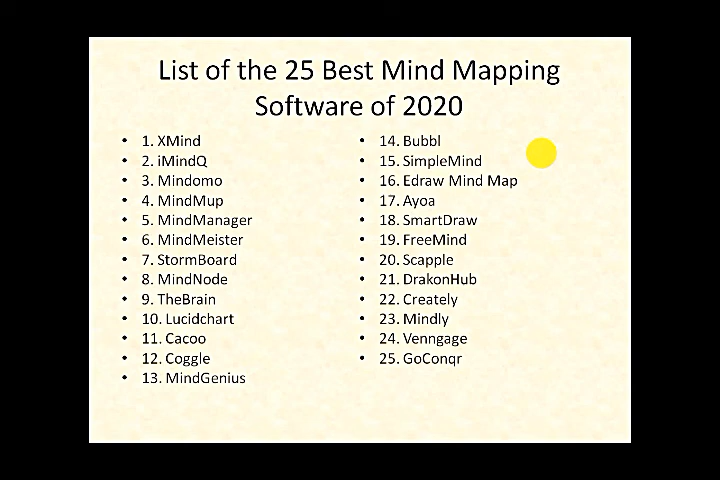 List of the 25 Best Mind Mapping
Software of 2020
• 1. XMind
• 2. iMindQ
• 3. Mindomo
• 4. MindMup
• 5. MindManager
• 6. MindMeister
• 7. StormBoard
• 8. MindNode
• 9. TheBrain
• 10. Lucidchart
• 11. Cacoo
• 12. Coggle
• 13. MindGenius
• 14. Bubbl
• 15. SimpleMind
• 16. Edraw Mind Map
• 17. Ayoa
• 18. SmartDraw
• 19. FreeMind
• 20. Scapple
• 21. DrakonHub
• 22. Creately
• 23. Mindly
• 24. Venngage
• 25. GoConqr